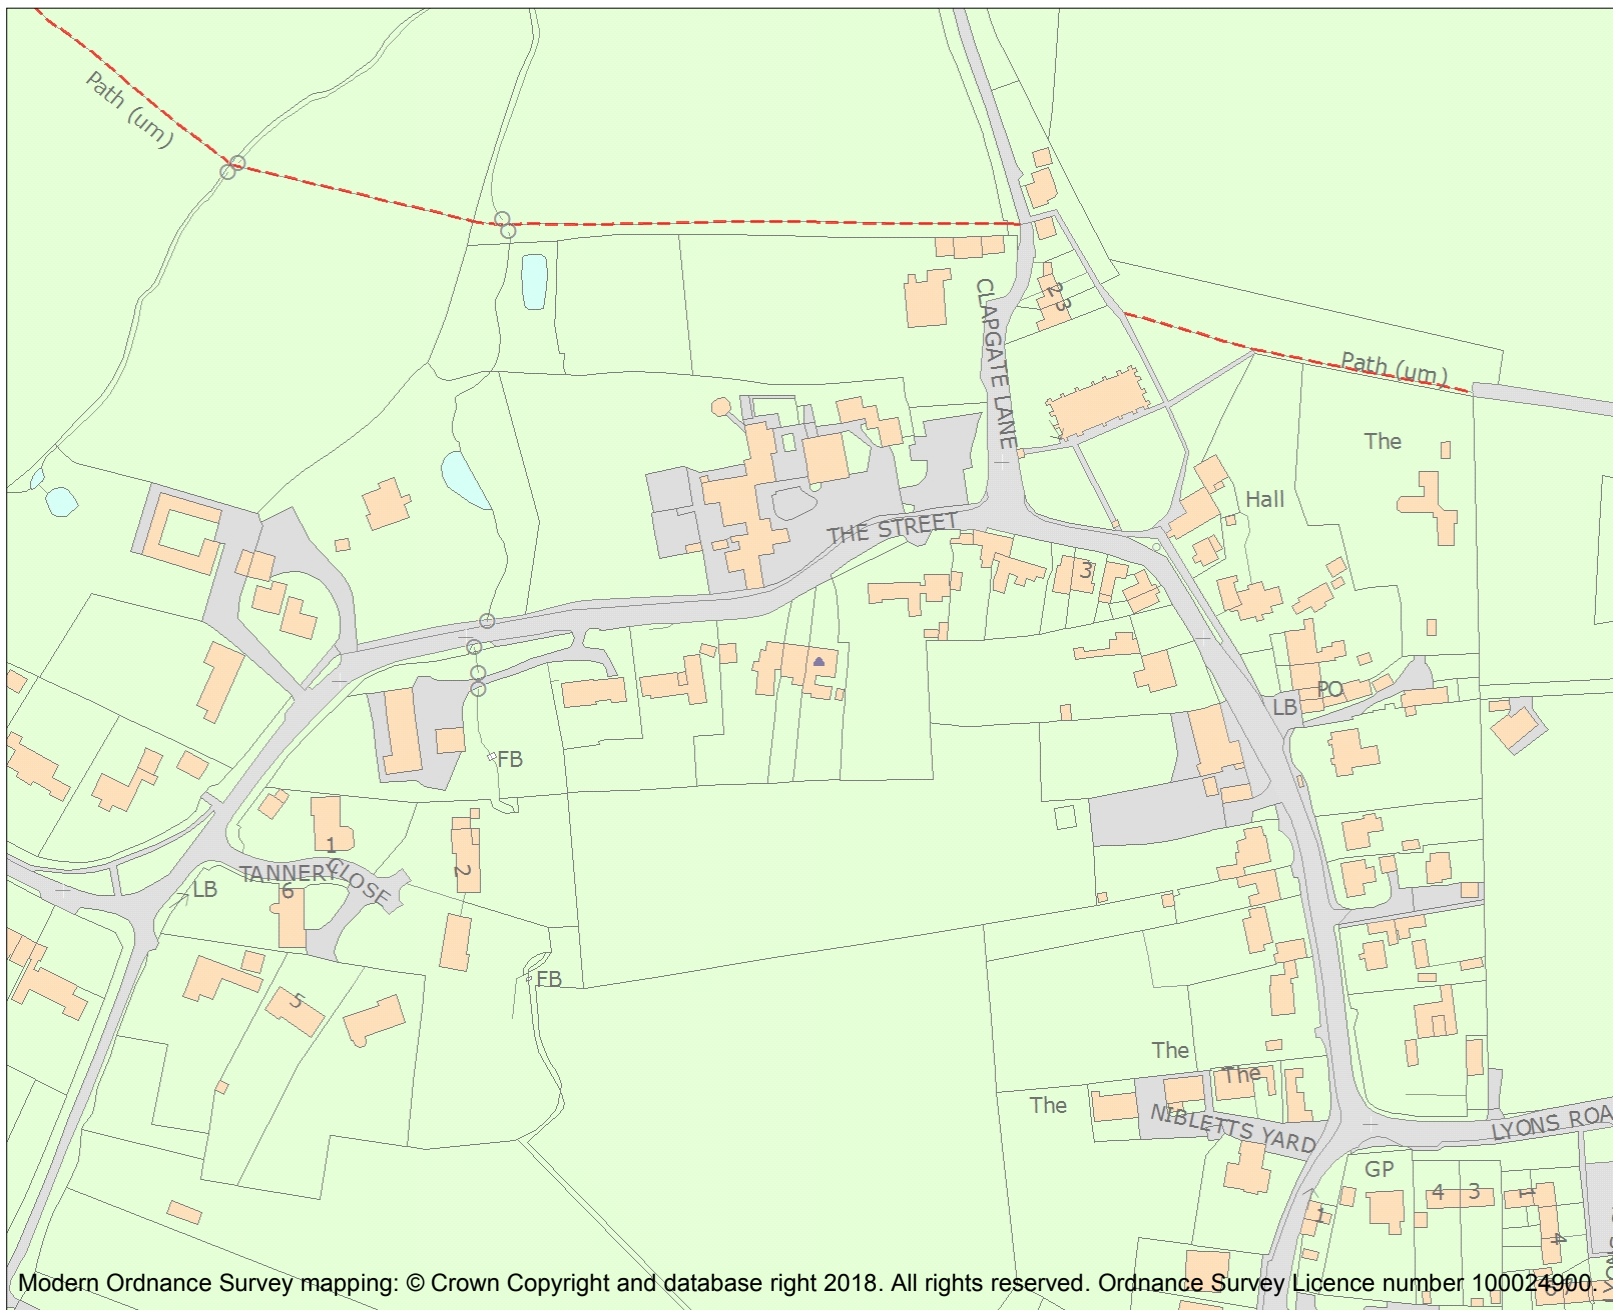 Path (um)
2
3
CLAPGATE LANE
Path (um)
The
Hall
THE STREET
3
PO
LB
FB
1
TANNERY CLOSE
2
LB
6
FB
5
The
The
The
NIBLETTS YARD
LYONS ROA
GP
4
3
1
1
4
Modern Ordnance Survey mapping: © Crown Copyright and database right 2018. All rights reserved. Ordnance Survey Licence number 100024900.